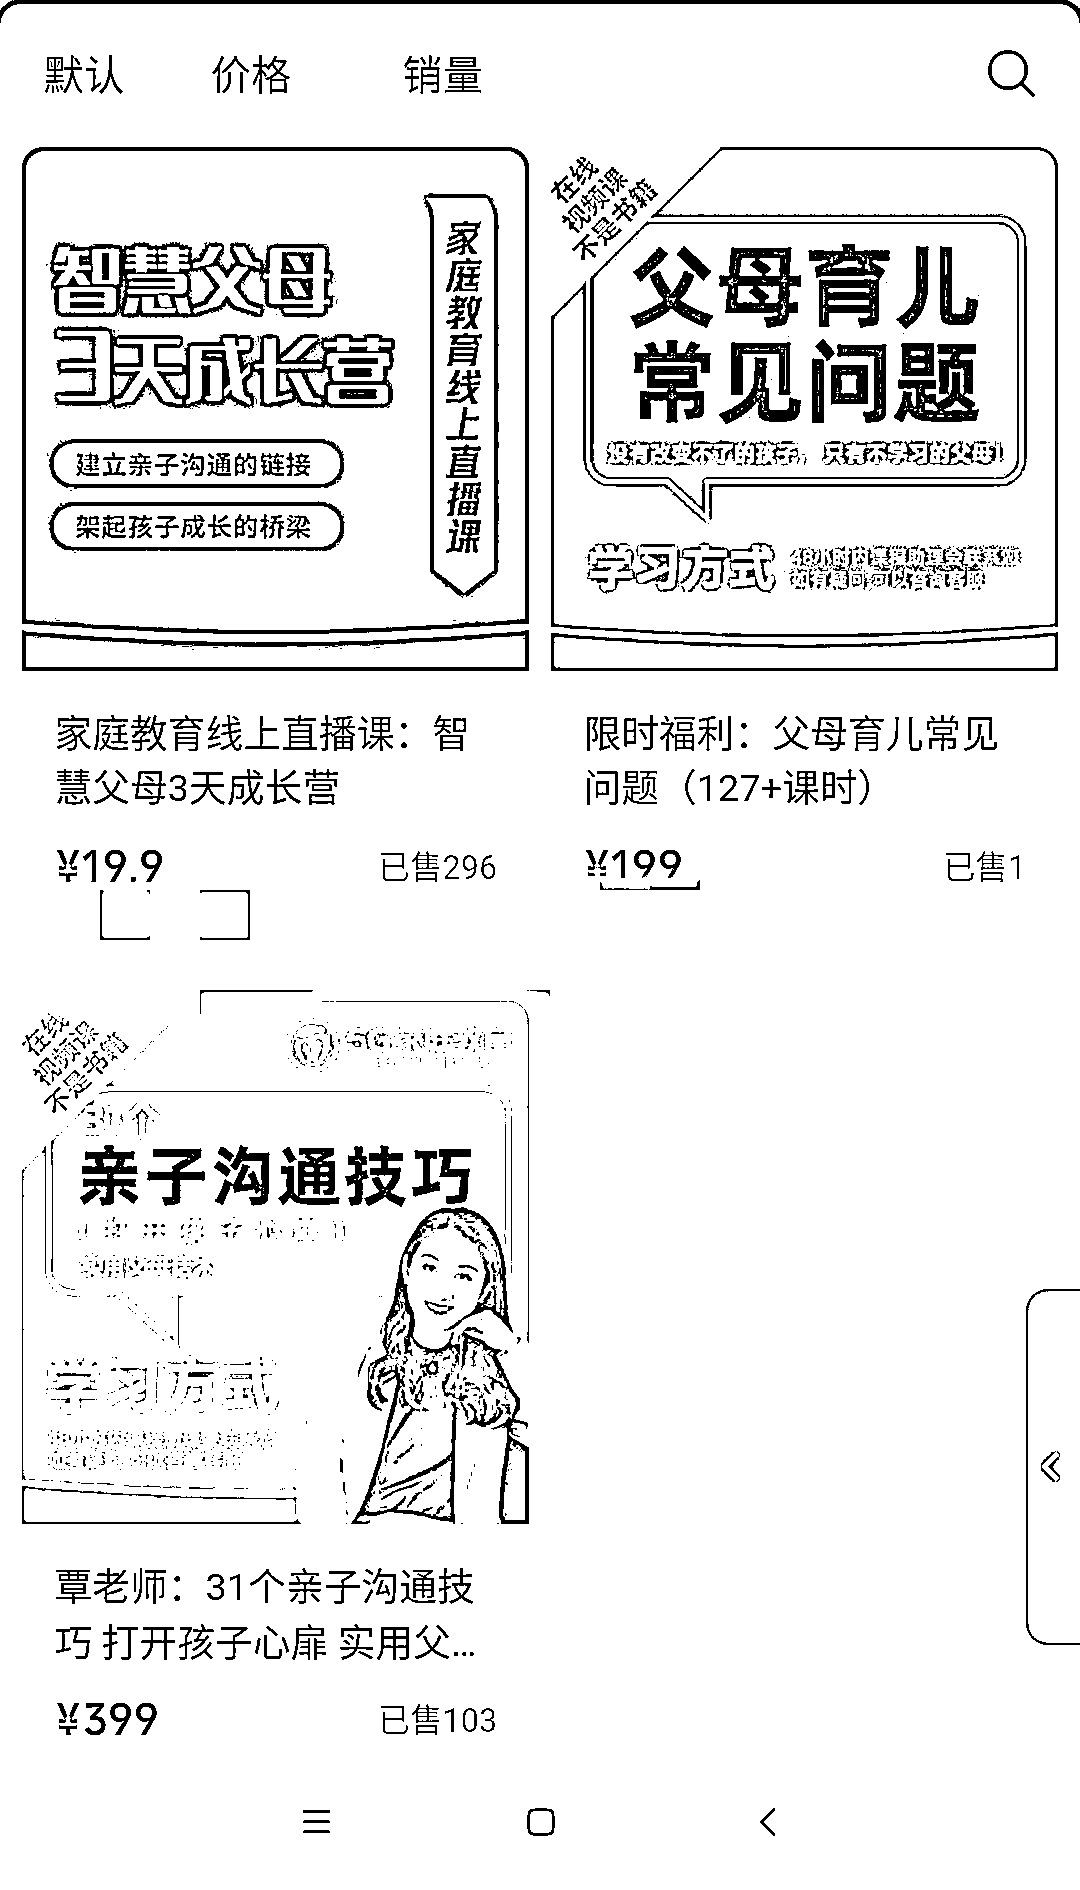 默认
价格
销量
智慧父母
3天成长营
建立亲子沟通的链接
架起孩子成长的桥梁
家庭教育线上直播课
在线
视频课
不是书籍
父母育儿
常见问题
没有改变不了的孩子，只有不学习的父母！
学习方式
家庭教育线上直播课：智
慧父母3天成长营
¥19.9
已售296
限时福利：父母育儿常见
问题（127+课时）
¥199
已售1
在线
视频课
不是书籍
31个
亲子沟通技巧
学习方式
覃老师：31个亲子沟通技
巧 打开孩子心扉 实用父...
¥399
已售103